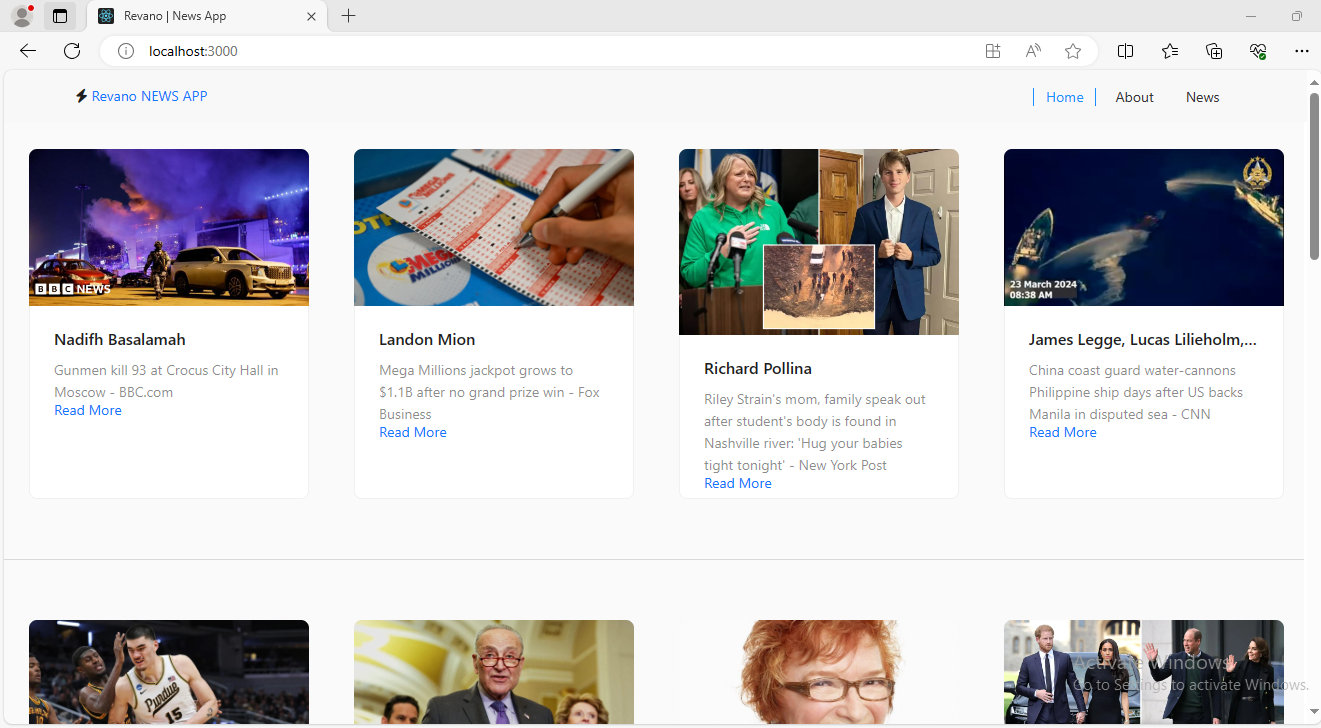 Revano | News App
localhost:3000
Revano NEWS APP
Home
About
News
BBC NEWS
MEGA MILLIONS
23 March 2024
08:38 AM
Nadifh Basalamah
Gunmen kill 93 at Crocus City Hall in
Moscow - BBC.com
Read More
Landon Mion
Mega Millions jackpot grows to
$1.1B after no grand prize win - Fox
Business
Read More
Richard Pollina
Riley Strain's mom, family speak out
after student's body is found in
Nashville river: 'Hug your babies
tight tonight' - New York Post
Read More
James Legge, Lucas Lilieholm,...
China coast guard water-cannons
Philippine ship days after US backs
Manila in disputed sea - CNN
Read More
Purdue
15
Activate Windows
Go to Settings to activate Windows.